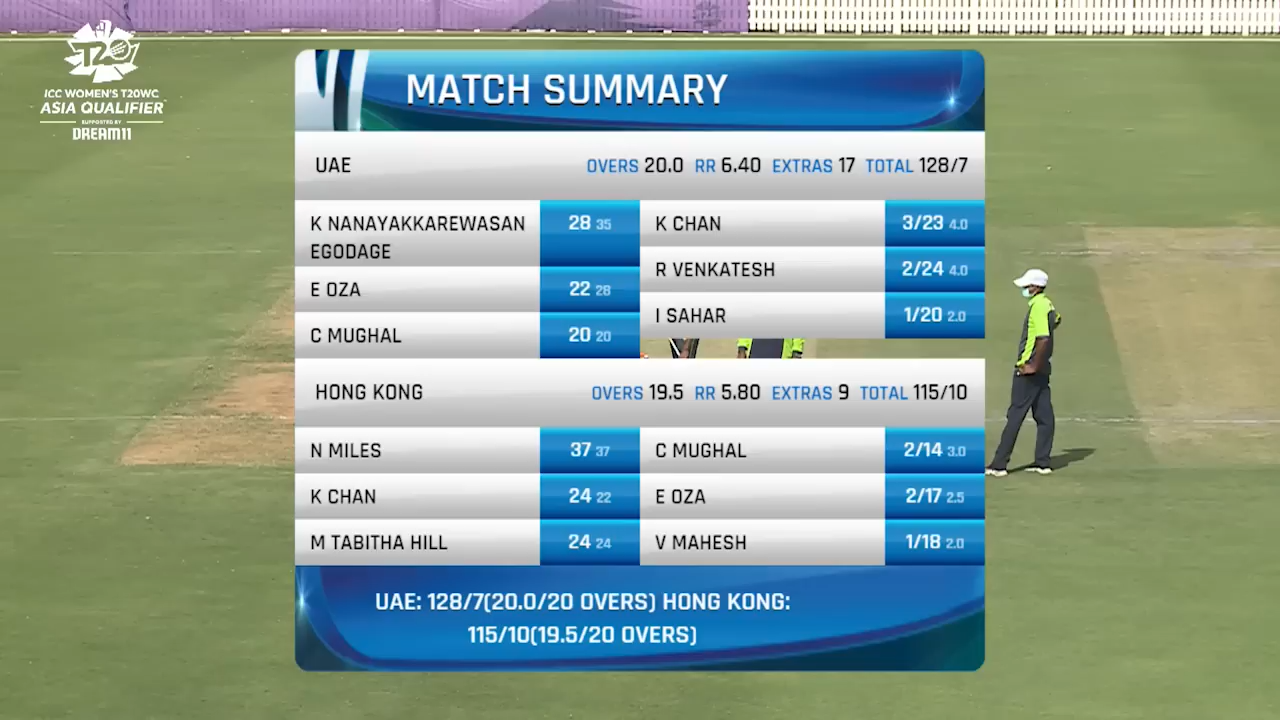 T20
ICC WOMEN'S T20WC
ASIA QUALIFIER
SUPPORTED BY
DREAM11
MATCH SUMMARY
UAE OVERS 20.0 RR 6.40 EXTRAS 17 TOTAL 128/7
K NANAYAKKAREWASAN
EGODAGE 28 35
E OZA 22 28
C MUGHAL 20 20
K CHAN 3/23 4.0
R VENKATESH 2/24 4.0
I SAHAR 1/20 2.0
HONG KONG OVERS 19.5 RR 5.80 EXTRAS 9 TOTAL 115/10
N MILES 37 37
K CHAN 24 22
M TABITHA HILL 24 24
C MUGHAL 2/14 3.0
E OZA 2/17 2.5
V MAHESH 1/18 2.0
UAE: 128/7(20.0/20 OVERS) HONG KONG:
115/10(19.5/20 OVERS)